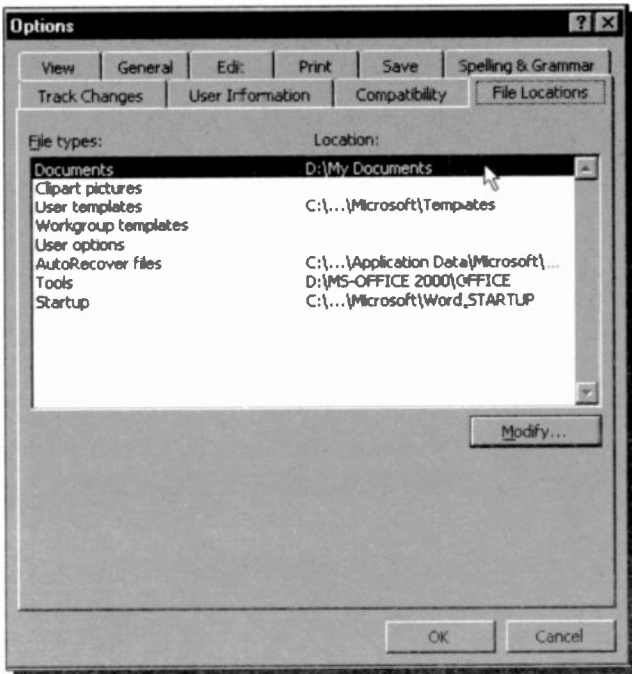 Options
View General Edit Print Save Spelling & Grammar
Track Changes User Information Compatibility File Locations
File types: Location:
Documents D:\My Documents
Clipart pictures
User templates C:\...\Microsoft\Templates
Workgroup templates
User options
AutoRecover files C:\...\Application Data\Microsoft\...
Tools D:\MS-OFFICE 2000\OFFICE
Startup C:\...\Microsoft\Word\STARTUP
Modify...
OK Cancel